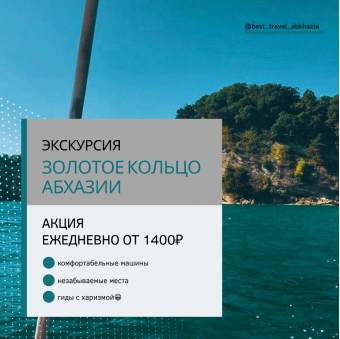 @best_travel_abkhazia
ЭКСКУРСИЯ
ЗОЛОТОЕ КОЛЬЦО
АБХАЗИИ
АКЦИЯ
ЕЖЕДНЕВНО ОТ 1400₽
комфортабельные машины
незабываемые места
гиды с харизмой😁